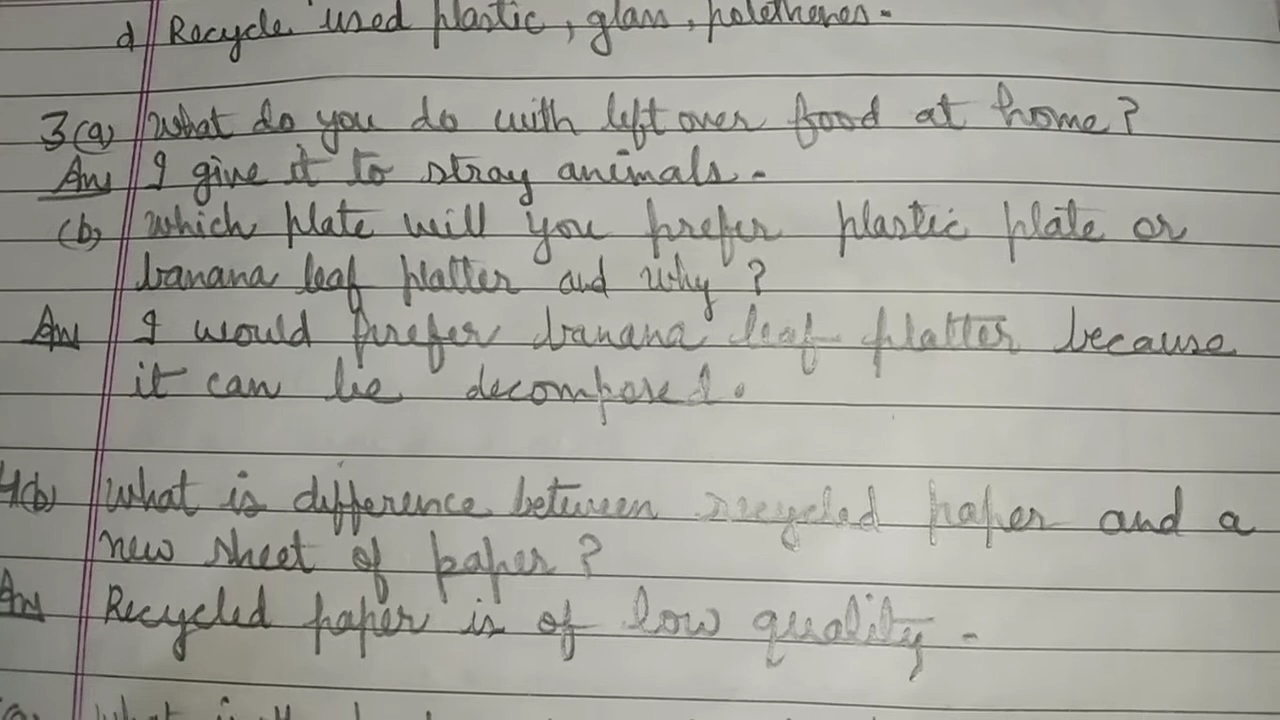 d Recycle used plastic, glass, polethenes.
3(a) What do you do with left over food at home?
Ans I give it to stray animals.
(b) which plate will you prefer plastic plate or
banana leaf platter and why?
Ans I would prefer banana leaf platter because
it can be decomposed.
4(b) What is difference between recycled paper and a
new sheet of paper?
Ans Recycled paper is of low quality.
What is